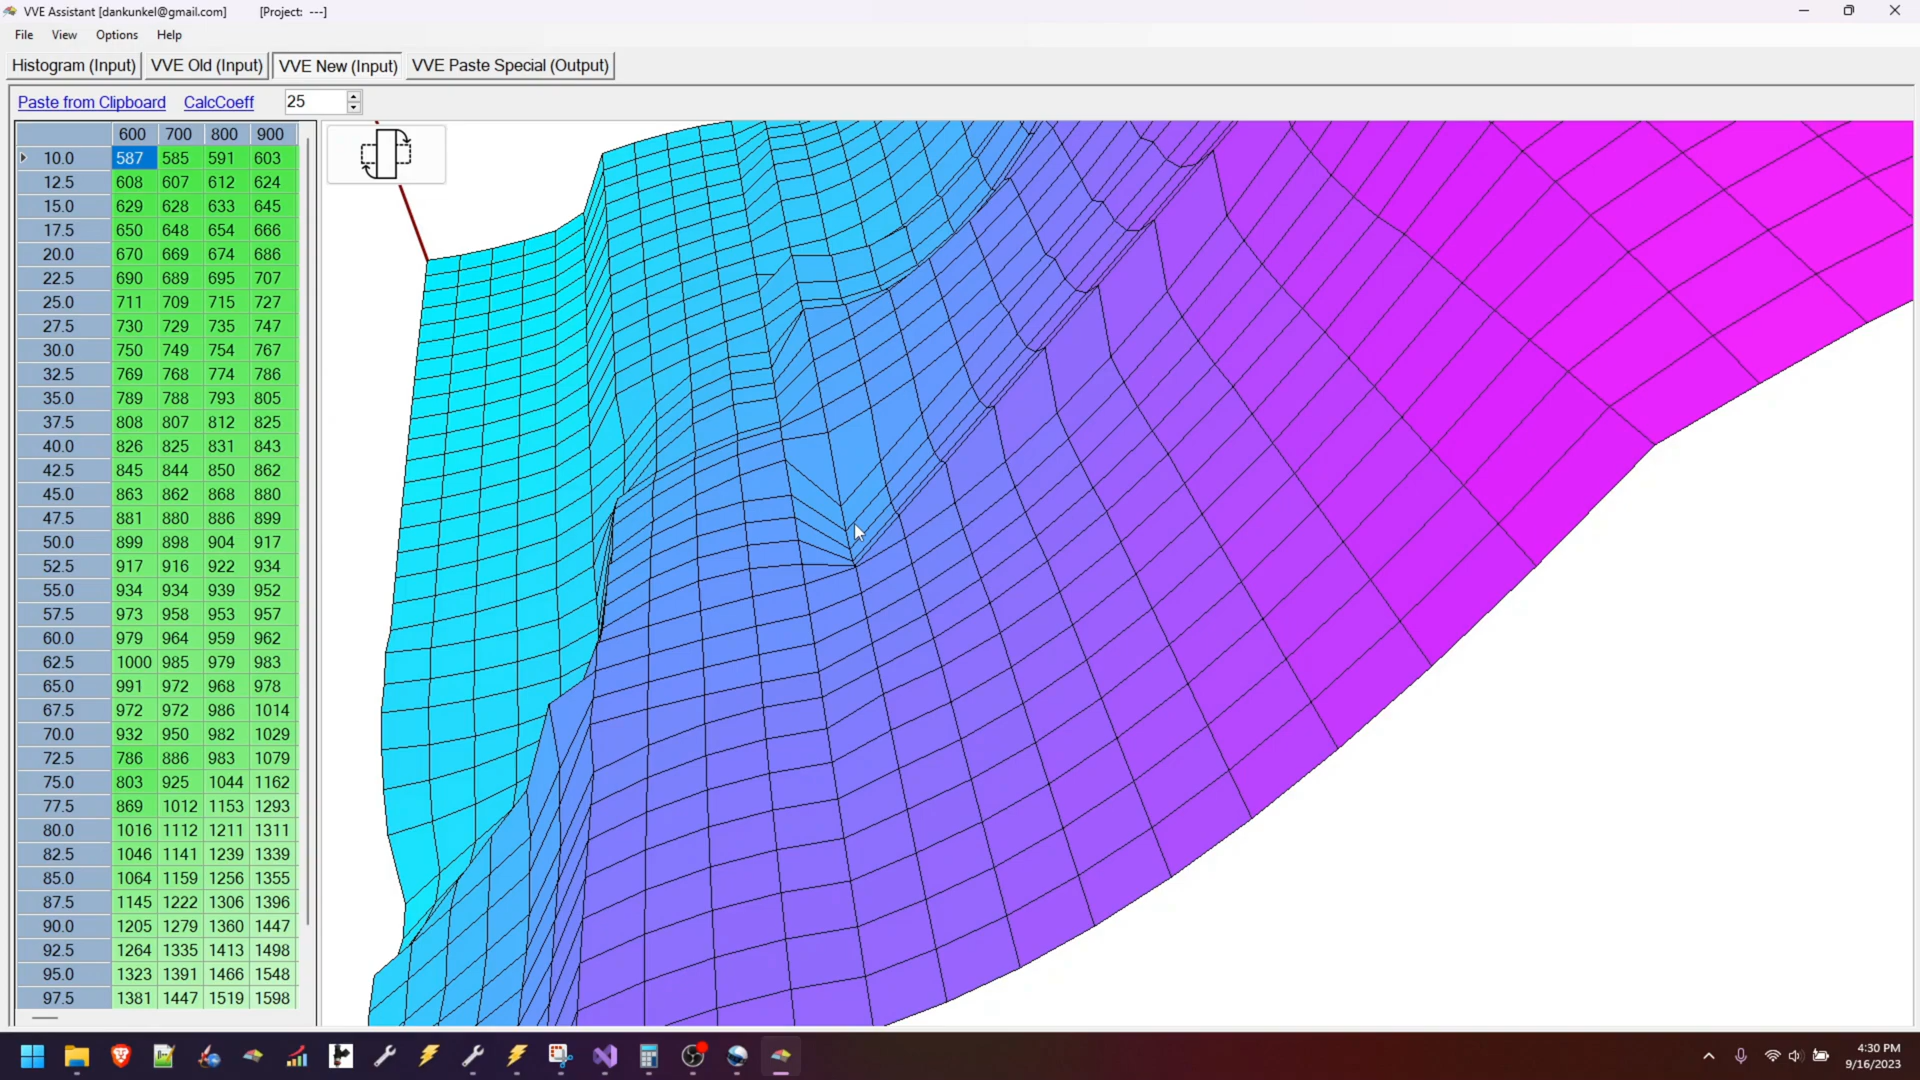 VVE Assistant [dankunkel@gmail.com] [Project: ---]
File View Options Help
Histogram (Input) VVE Old (Input) VVE New (Input) VVE Paste Special (Output)
Paste from Clipboard CalcCoeff 25
600 700 800 900
10.0 587 585 591 603
12.5 608 607 612 624
15.0 629 628 633 645
17.5 650 648 654 666
20.0 670 669 674 686
22.5 690 689 695 707
25.0 711 709 715 727
27.5 730 729 735 747
30.0 750 749 754 767
32.5 769 768 774 786
35.0 789 788 793 805
37.5 808 807 812 825
40.0 826 825 831 843
42.5 845 844 850 862
45.0 863 862 868 880
47.5 881 880 886 899
50.0 899 898 904 917
52.5 917 916 922 934
55.0 934 934 939 952
57.5 973 958 953 957
60.0 979 964 959 962
62.5 1000 985 979 983
65.0 991 972 968 978
67.5 972 972 986 1014
70.0 932 950 982 1029
72.5 786 886 983 1079
75.0 803 925 1044 1162
77.5 869 1012 1153 1293
80.0 1016 1112 1211 1311
82.5 1046 1141 1239 1339
85.0 1064 1159 1256 1355
87.5 1145 1222 1306 1396
90.0 1205 1279 1360 1447
92.5 1264 1335 1413 1498
95.0 1323 1391 1466 1548
97.5 1381 1447 1519 1598
4:30 PM
9/16/2023